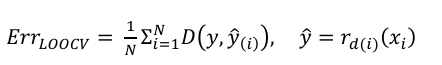 Err_{LOOCV} = \frac{1}{N} \Sigma_{i=1}^{N} D(y, \hat{y}_{(i)}),    \hat{y} = r_{d(i)}(x_i)